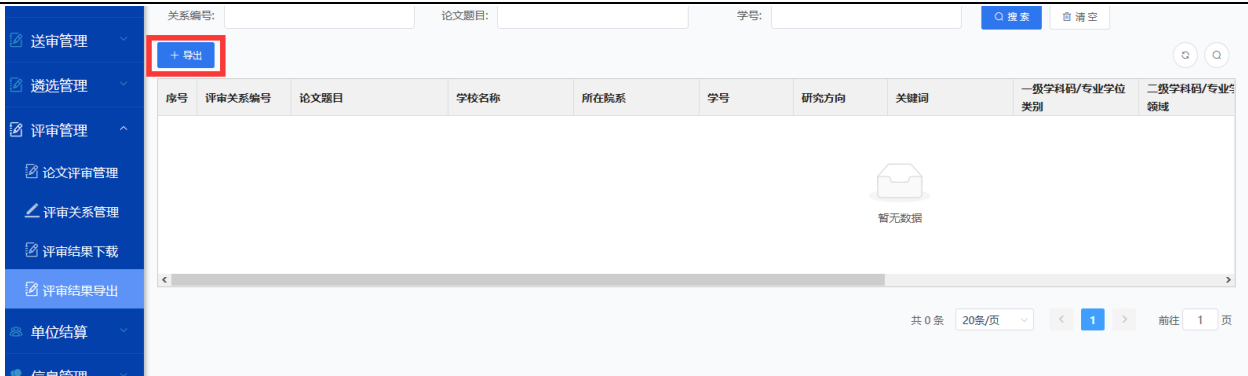 关系编号:
论文题目:
学号:
搜索
清空
送审管理
+ 导出
遴选管理
序号
评审关系编号
论文题目
学校名称
所在院系
学号
研究方向
关键词
一级学科码/专业学位
类别
二级学科码/专业学
领域
评审管理
论文评审管理
评审关系管理
暂无数据
评审结果下载
评审结果导出
单位结算
共 0 条
20条/页
1
前往
1
页
信息管理